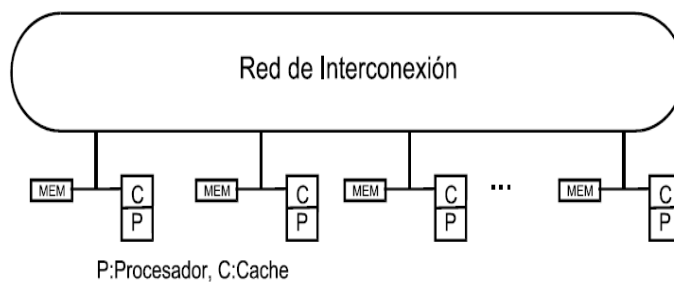 Red de Interconexión
MEM C MEM C MEM C ... MEM C
P P P P
P:Procesador, C:Cache